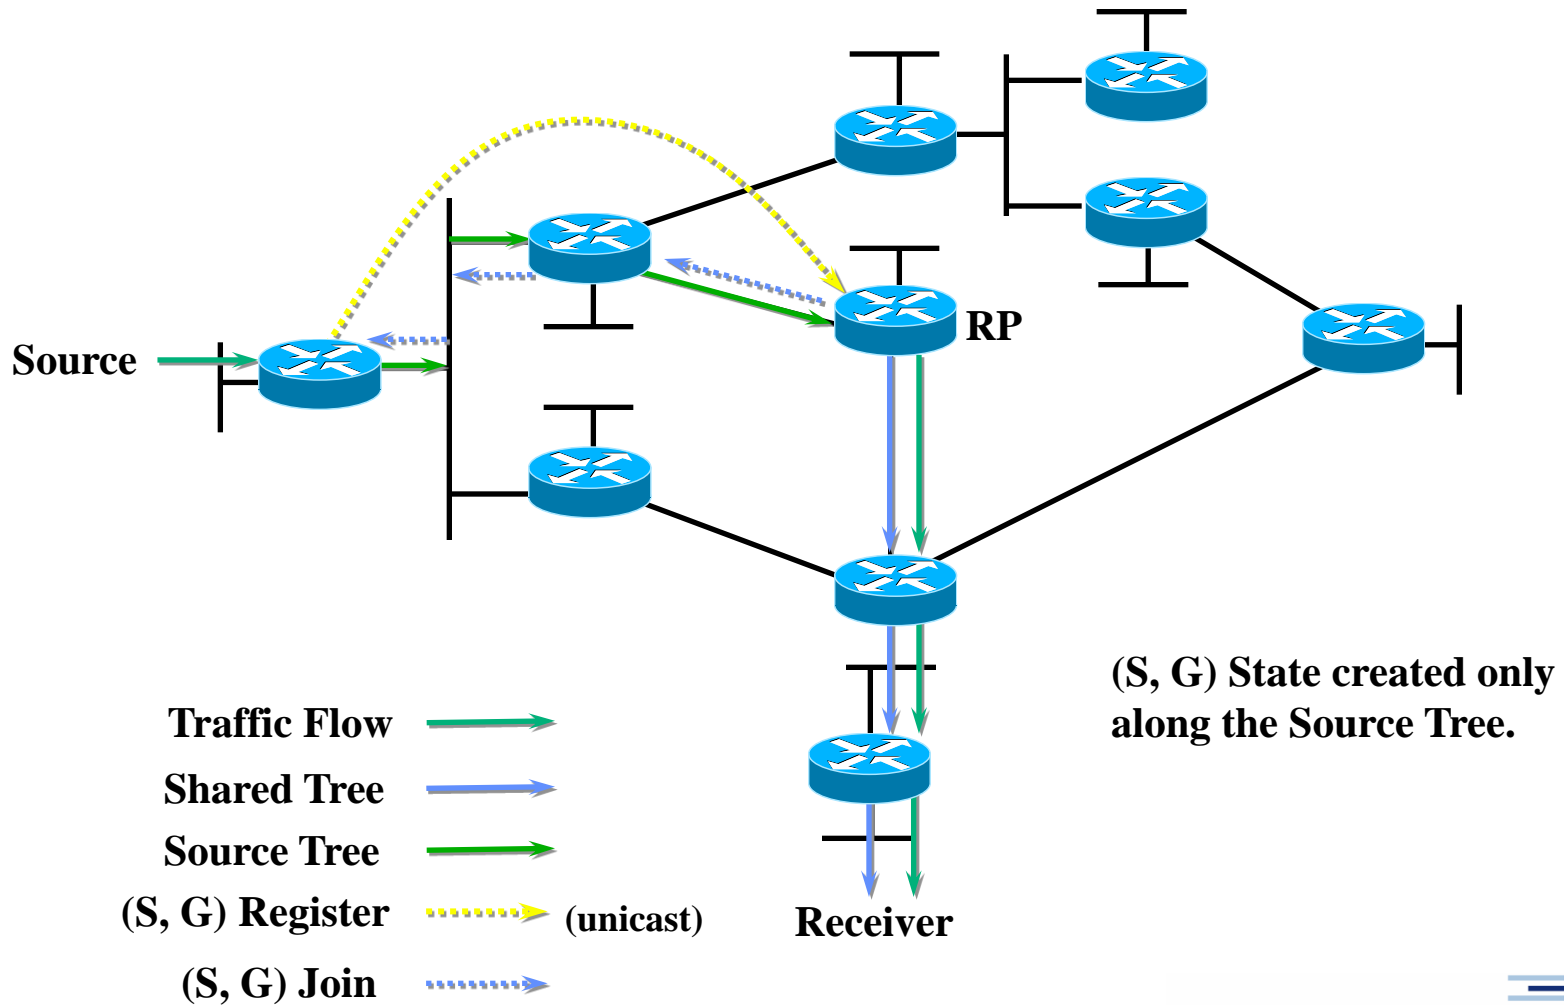 RP
Source
(S, G) State created only
along the Source Tree.
Traffic Flow
Shared Tree
Source Tree
(S, G) Register
(unicast)
Receiver
(S, G) Join